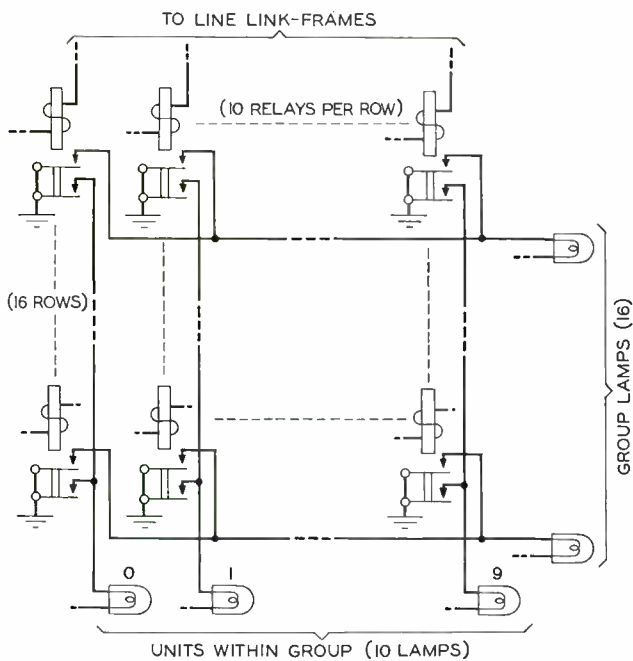 TO LINE LINK-FRAMES
(10 RELAYS PER ROW)
(16 ROWS)
GROUP LAMPS (16)
0 1 9
UNITS WITHIN GROUP (10 LAMPS)